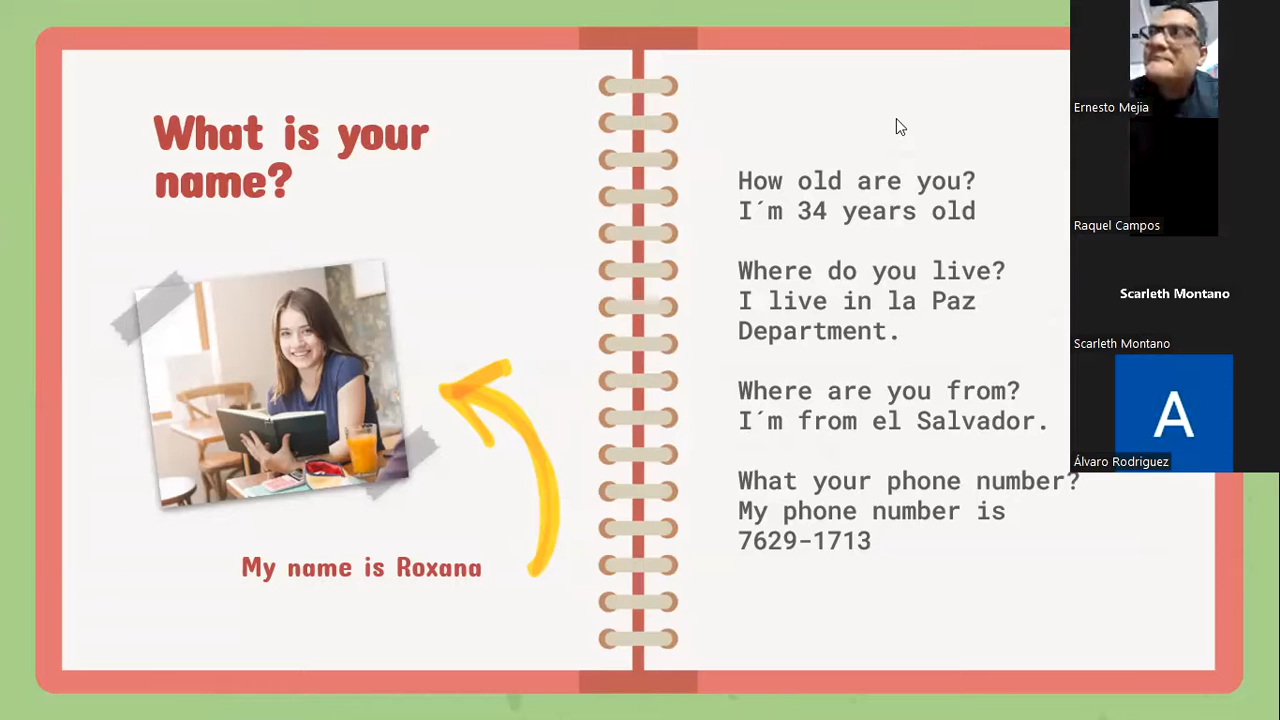 What is your
name?
My name is Roxana
How old are you?
I´m 34 years old
Where do you live?
I live in la Paz
Department.
Where are you from?
I´m from el Salvador.
What your phone number?
My phone number is
7629-1713
Ernesto Mejia
Raquel Campos
Scarleth Montano
Scarleth Montano
A
Álvaro Rodriguez